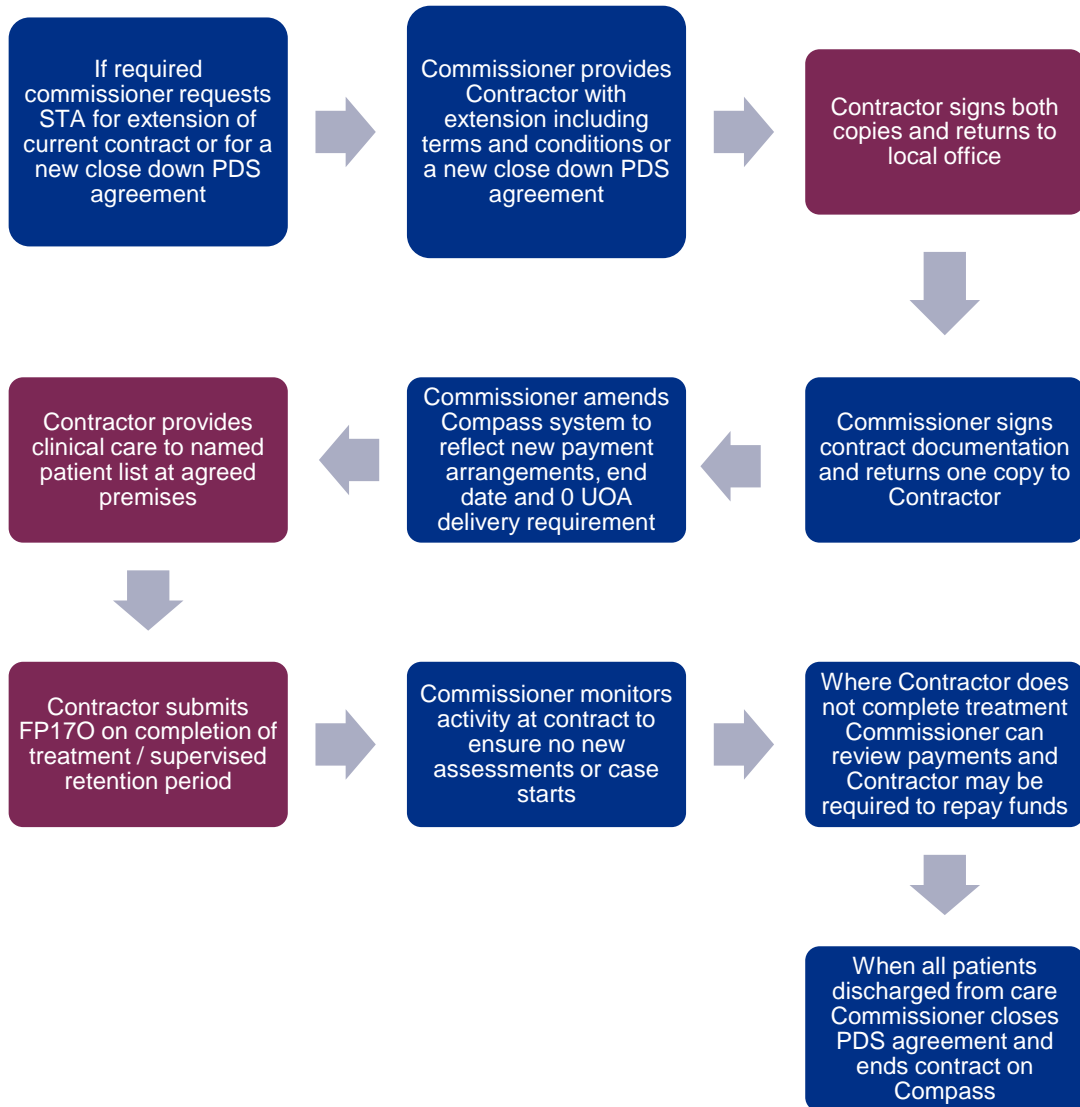 If required
commissioner requests
STA for extension of
current contract or for a
new close down PDS
agreement
Commissioner provides
Contractor with
extension including
terms and conditions or
a new close down PDS
agreement
Contractor signs both
copies and returns to
local office
Commissioner signs
contract documentation
and returns one copy to
Contractor
Commissioner amends
Compass system to
reflect new payment
arrangements, end
date and 0 UOA
delivery requirement
Contractor provides
clinical care to named
patient list at agreed
premises
Contractor submits
FP17O on completion of
treatment / supervised
retention period
Commissioner monitors
activity at contract to
ensure no new
assessments or case
starts
Where Contractor does
not complete treatment
Commissioner can
review payments and
Contractor may be
required to repay funds
When all patients
discharged from care
Commissioner closes
PDS agreement and
ends contract on
Compass